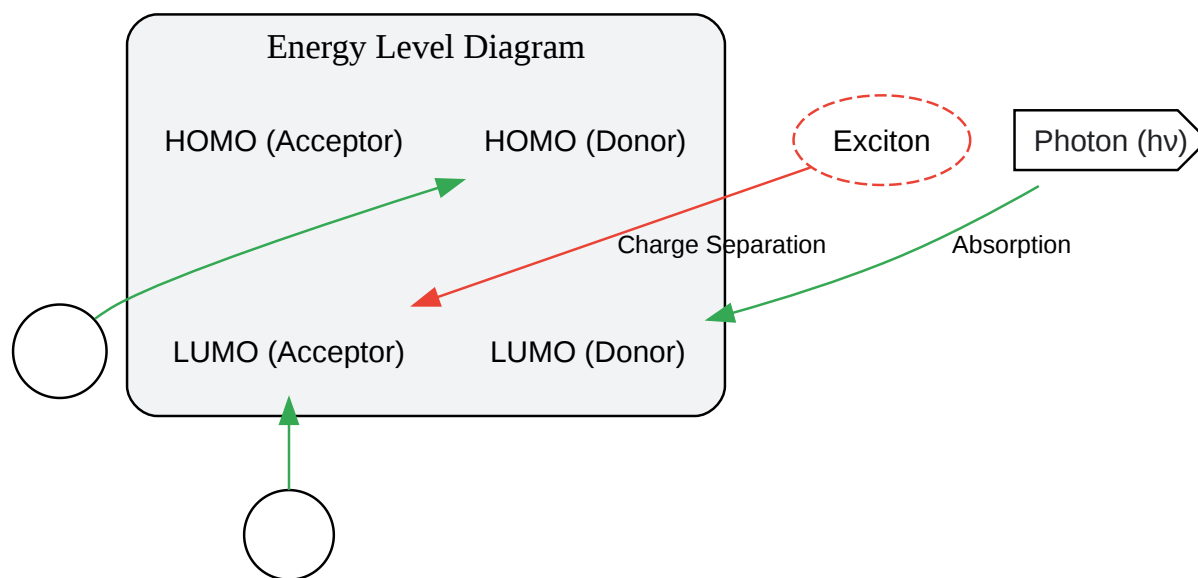 Energy Level Diagram
HOMO (Acceptor)
HOMO (Donor)
Exciton
Photon (hν)
Charge Separation
Absorption
LUMO (Acceptor)
LUMO (Donor)